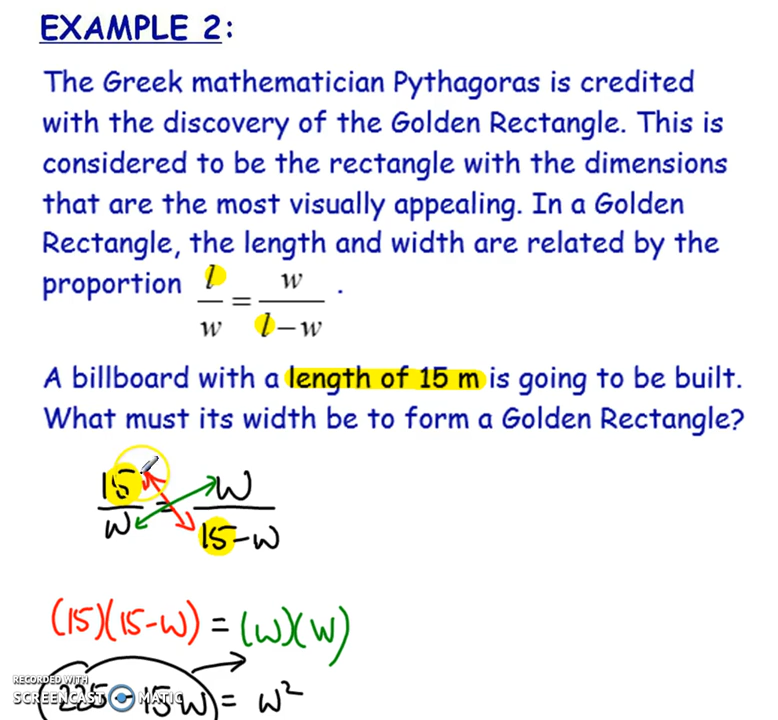 EXAMPLE 2:
The Greek mathematician Pythagoras is credited
with the discovery of the Golden Rectangle. This is
considered to be the rectangle with the dimensions
that are the most visually appealing. In a Golden
Rectangle, the length and width are related by the
proportion l/w = w/(l-w) .
A billboard with a length of 15 m is going to be built.
What must its width be to form a Golden Rectangle?
15/w = w/(15-w)
(15)(15-w) = (w)(w)
RECORDED WITH
SCREENCAST MATIC
225 - 15w = w²